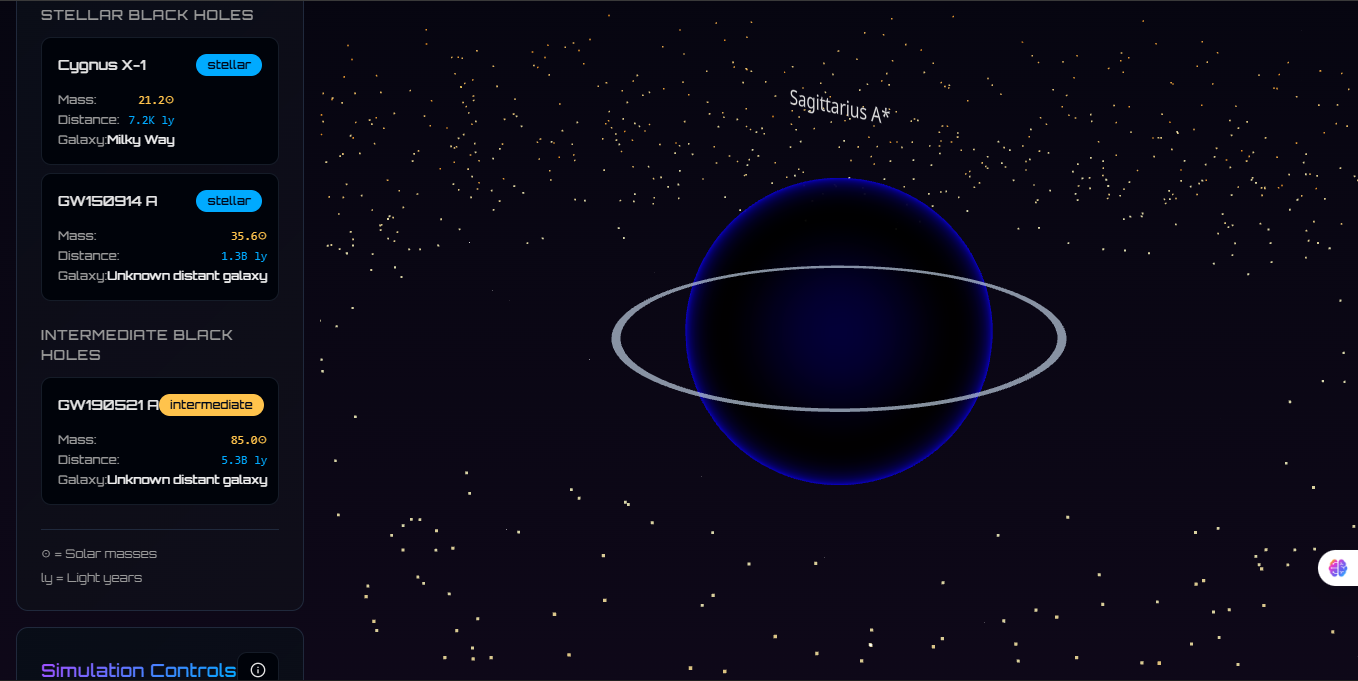 STELLAR BLACK HOLES
Cygnus X-1 stellar
Mass: 21.2⊙
Distance: 7.2K ly
Galaxy:Milky Way
GW150914 A stellar
Mass: 35.6⊙
Distance: 1.3B ly
Galaxy:Unknown distant galaxy
INTERMEDIATE BLACK
HOLES
GW190521 A intermediate
Mass: 85.0⊙
Distance: 5.3B ly
Galaxy:Unknown distant galaxy
⊙ = Solar masses
ly = Light years
Simulation Controls
Sagittarius A*